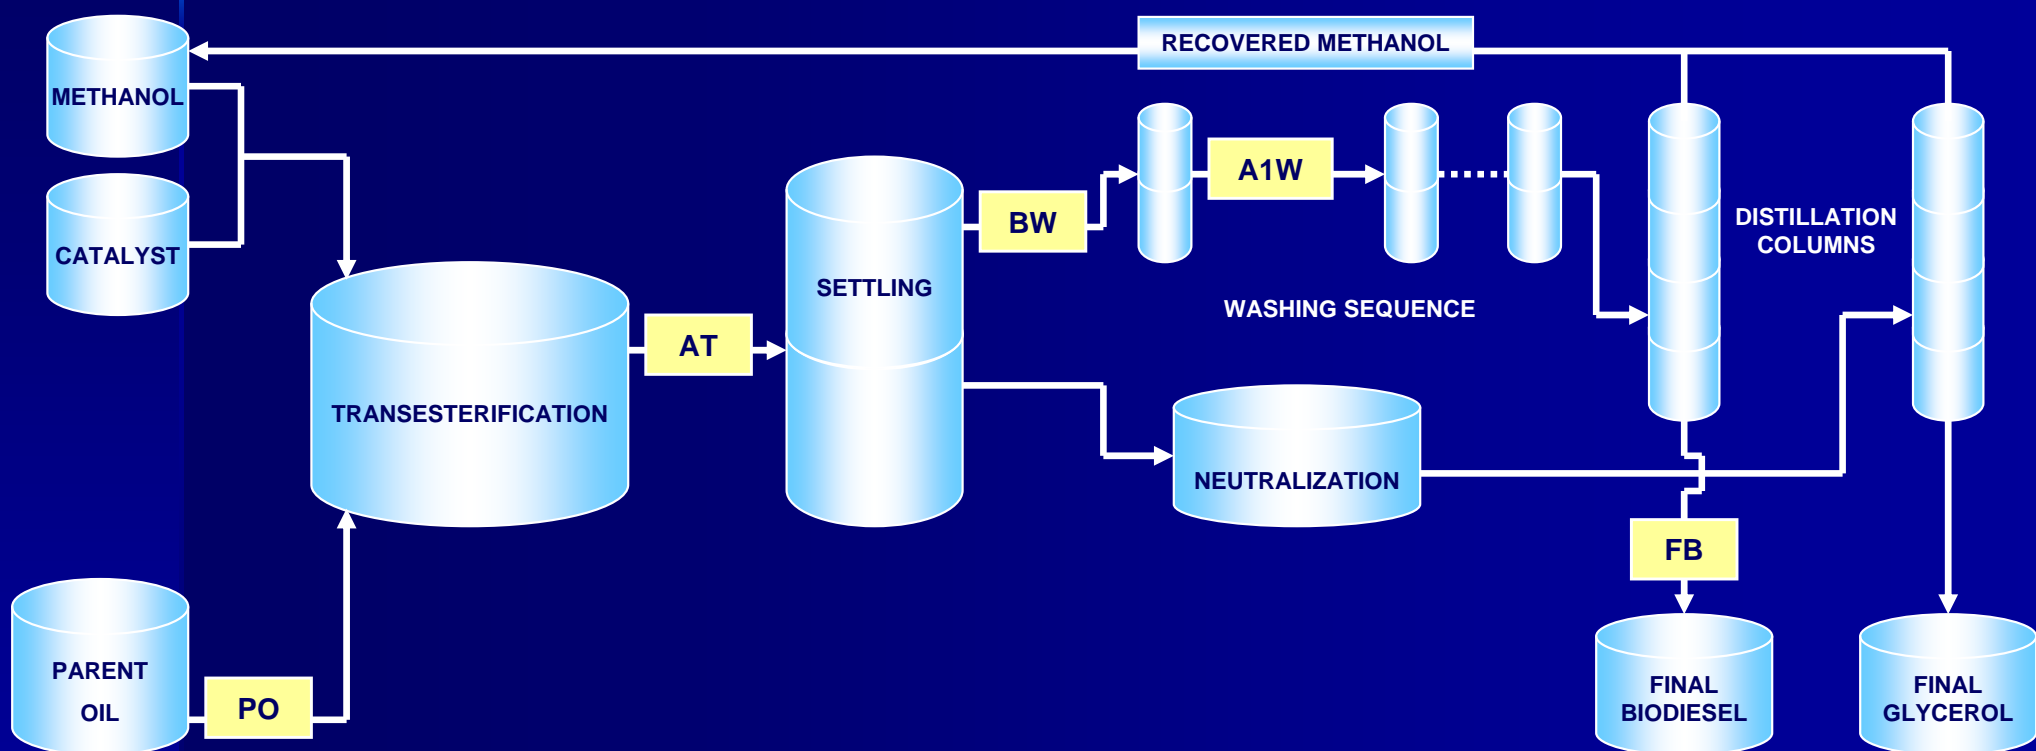 RECOVERED METHANOL
METHANOL
A1W
BW
DISTILLATION
COLUMNS
CATALYST
SETTLING
WASHING SEQUENCE
AT
TRANSESTERIFICATION
NEUTRALIZATION
FB
PARENT
OIL
PO
FINAL
BIODIESEL
FINAL
GLYCEROL